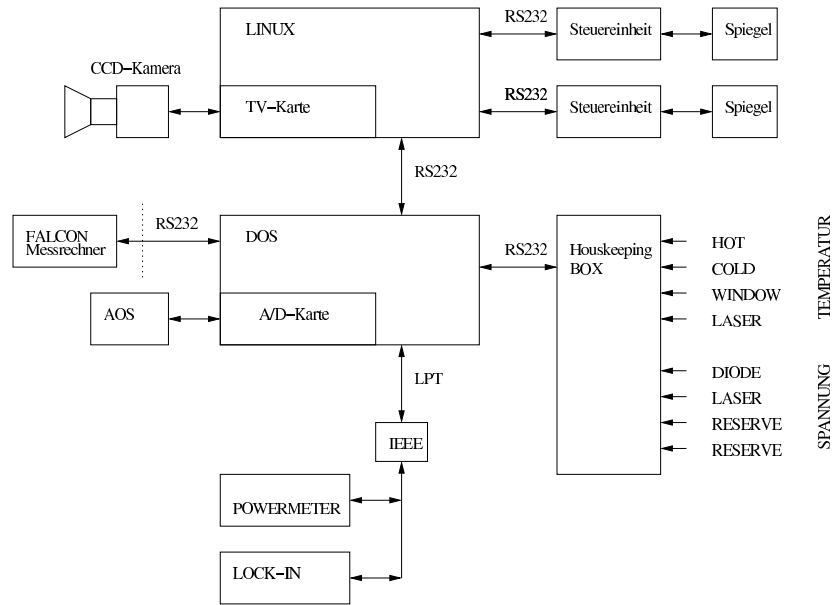 LINUX
RS232
Steuereinheit
Spiegel
CCD-Kamera
TV-Karte
RS232
Steuereinheit
Spiegel
RS232
FALCON
Messrechner
RS232
DOS
RS232
Houskeeping
BOX
HOT
COLD
WINDOW
LASER
TEMPERATUR
AOS
A/D-Karte
LPT
DIODE
LASER
RESERVE
RESERVE
SPANNUNG
IEEE
POWERMETER
LOCK-IN